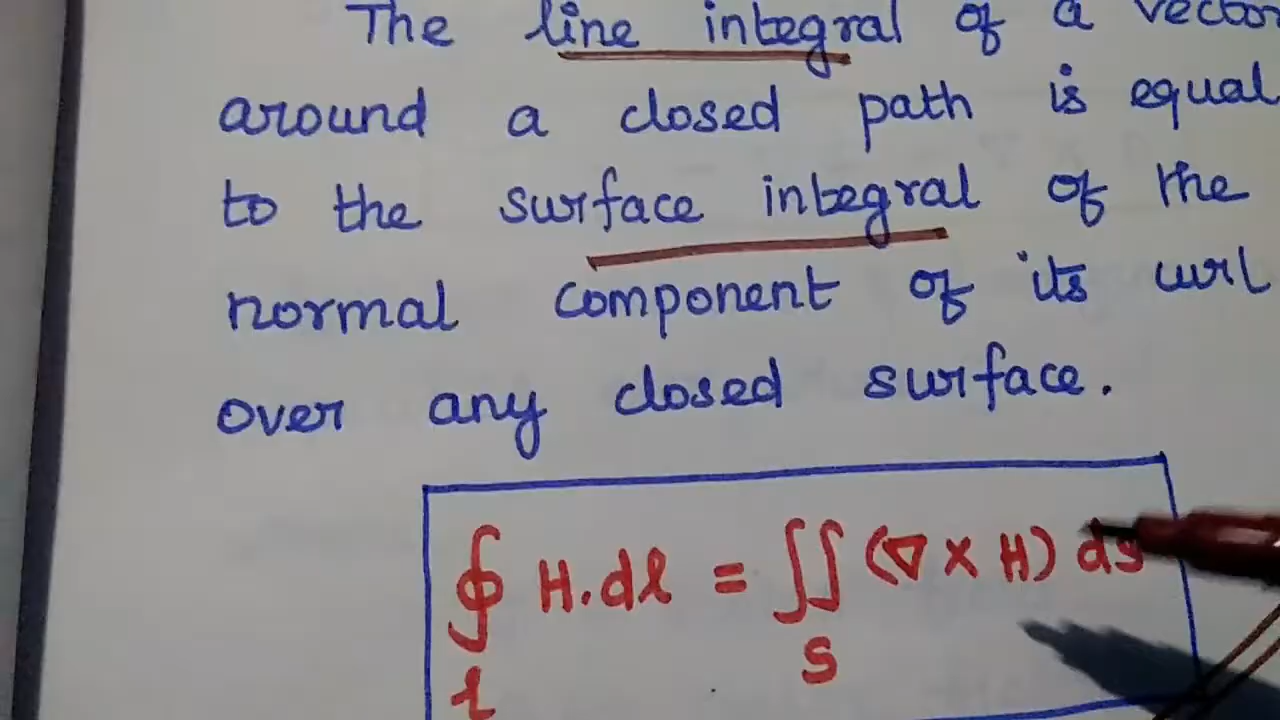 The line integral of a vector
around a closed path is equal
to the surface integral of the
normal component of its curl
over any closed surface.
∮ H.dl = ∬ (∇ × H) ds
l
S